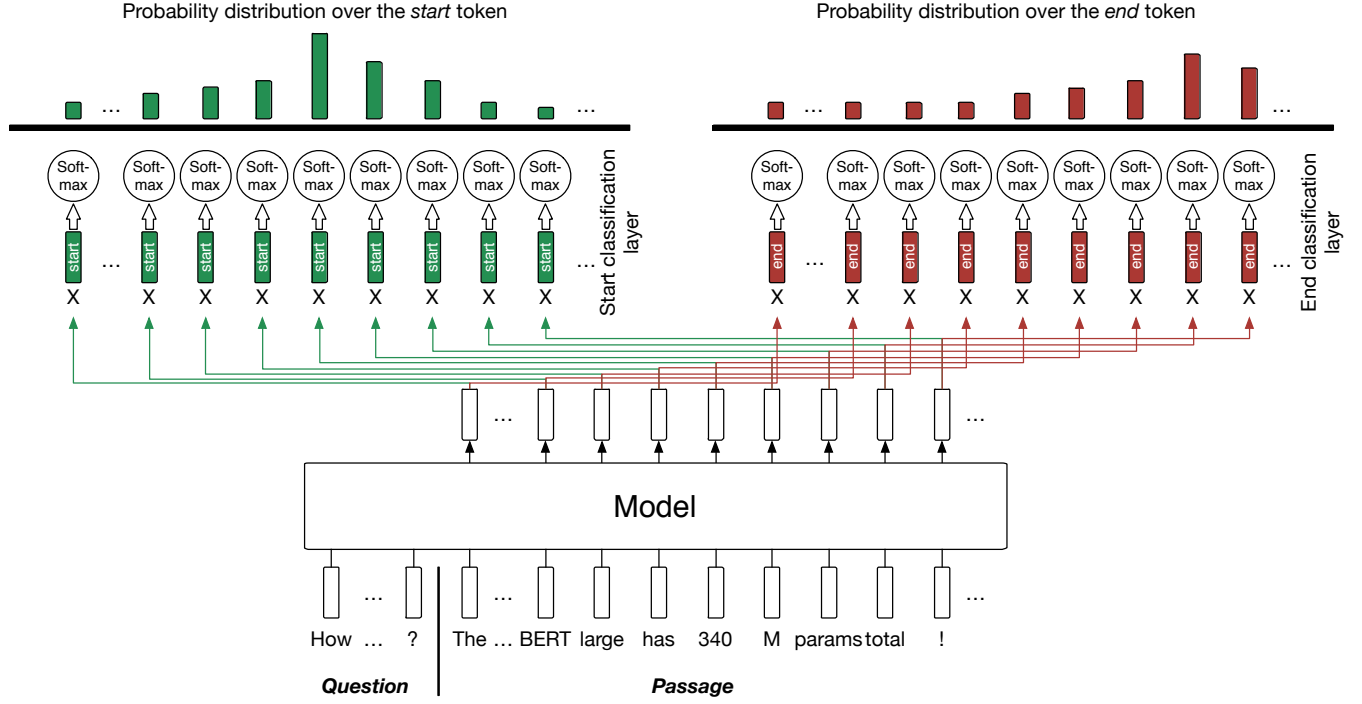 Probability distribution over the start token
Probability distribution over the end token
... ... ... ...
Soft-max Soft-max Soft-max Soft-max Soft-max Soft-max Soft-max Soft-max Soft-max
Soft-max Soft-max Soft-max Soft-max Soft-max Soft-max Soft-max Soft-max Soft-max
start ... start start start start start start start start ...
Start classification
layer
end ... end end end end end end end end ...
End classification
layer
X X X X X X X X X
X X X X X X X X X
... ...
Model
... ... ...
How ... ? The ... BERT large has 340 M params total !
Question Passage